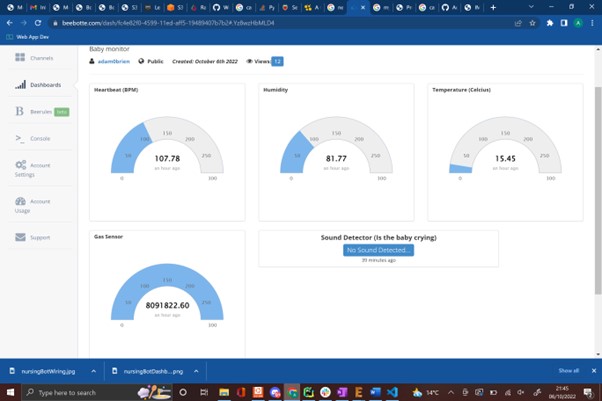 beebotte.com/dash/fc4e82f0-4599-11ed-aff5-19489407b7b2#.Yz8wzHbMLD4
Web App Dev
Channels
Dashboards
Beerules beta
Console
Account Settings
Account Usage
Support
Baby monitor
adamtkrien Public Created: October 6th 2022 Views: 12
Heartbeat (BPM)
0 50 100 150 200 250 300
107.78
an hour ago
Humidity
0 50 100 150 200 250 300
81.77
an hour ago
Temperature (Celcius)
0 50 100 150 200 250 300
15.45
an hour ago
Gas Sensor
0 50 100 150 200 250 300
8091822.60
an hour ago
Sound Detector (Is the baby crying)
No Sound Detected...
39 minutes ago
nursingBotWiring.jpg
nursingBotDashb....png
Show all
Type here to search
14°C
21:45
06/10/2022